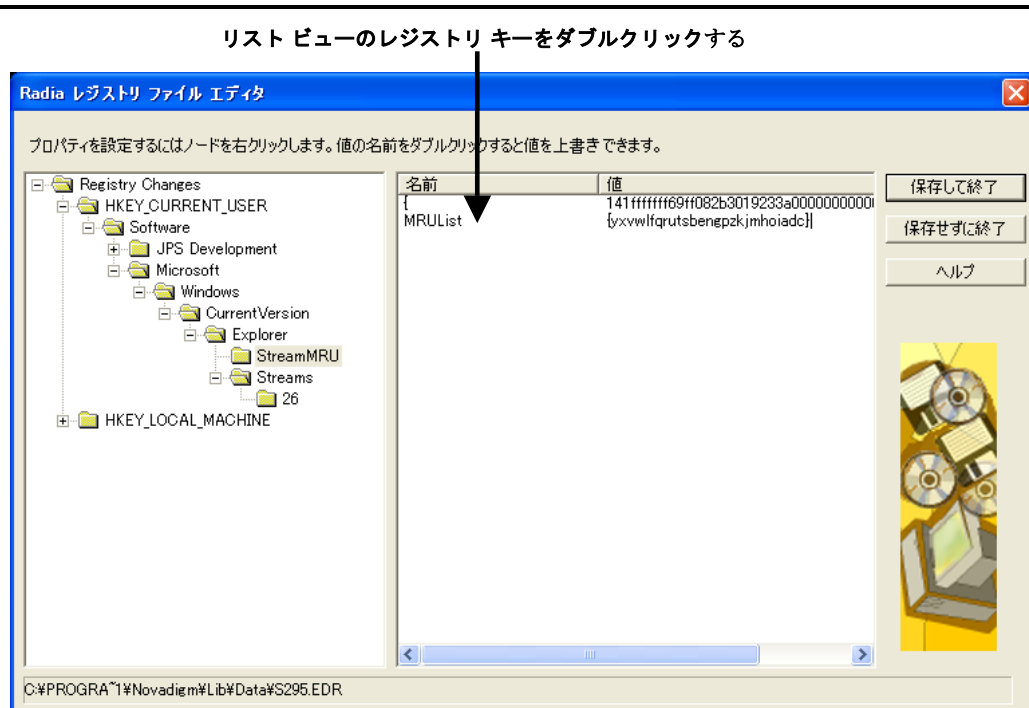 リスト ビューのレジストリ キーをダブルクリックする
Radia レジストリ ファイル エディタ
プロパティを設定するにはノードを右クリックします。値の名前をダブルクリックすると値を上書きできます。
Registry Changes
HKEY_CURRENT_USER
Software
JPS Development
Microsoft
Windows
CurrentVersion
Explorer
StreamMRU
Streams
26
HKEY_LOCAL_MACHINE
名前 値
{ 141ffffff69ff082b3019233a0000000000
MRUList {yxvwlfqrutsbengpzkjmhoiadc}
保存して終了
保存せずに終了
ヘルプ
C:¥PROGRA~1¥Novadigm¥Lib¥Data¥S295.EDR